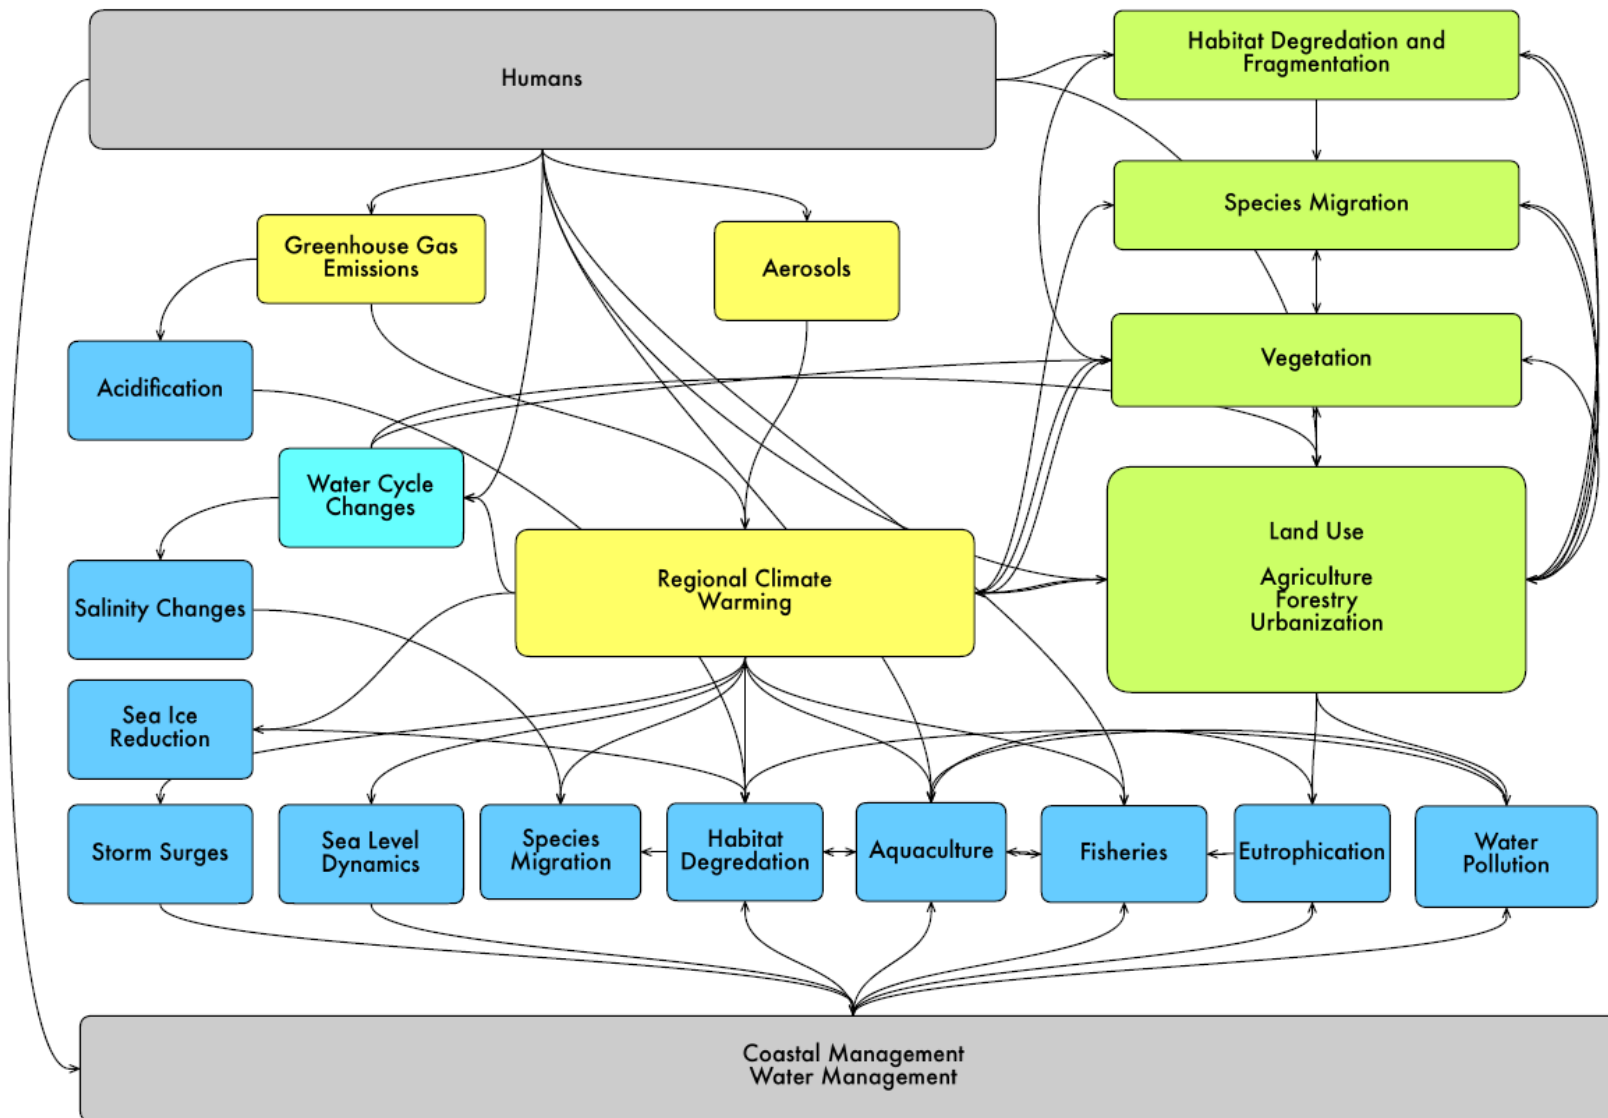 Humans
Habitat Degredation and
Fragmentation
Species Migration
Greenhouse Gas
Emissions
Aerosols
Vegetation
Acidification
Water Cycle
Changes
Land Use
Agriculture
Forestry
Urbanization
Regional Climate
Warming
Salinity Changes
Sea Ice
Reduction
Storm Surges
Sea Level
Dynamics
Species
Migration
Habitat
Degredation
Aquaculture
Fisheries
Eutrophication
Water
Pollution
Coastal Management
Water Management